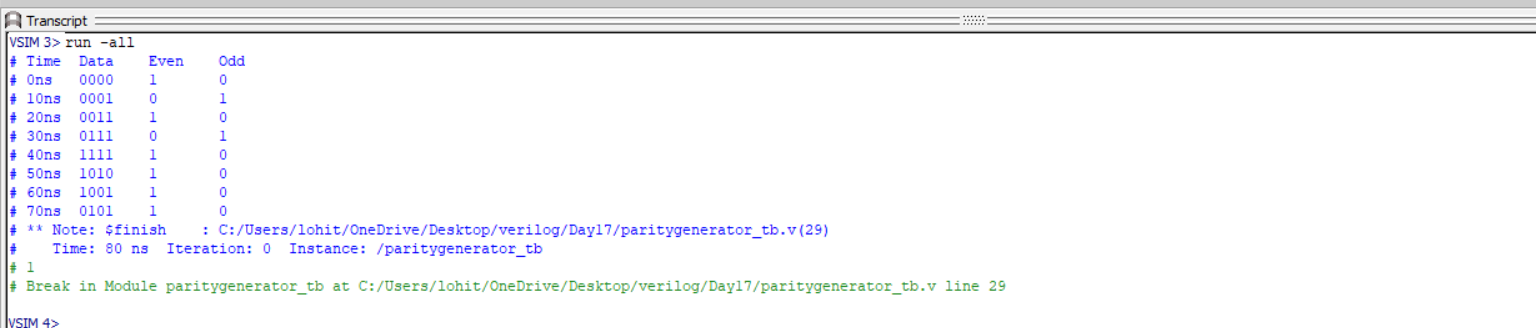 Transcript
VSIM 3> run -all
# Time  Data    Even    Odd
# 0ns   0000    1       0
# 10ns  0001    0       1
# 20ns  0011    1       0
# 30ns  0111    0       1
# 40ns  1111    1       0
# 50ns  1010    1       0
# 60ns  1001    1       0
# 70ns  0101    1       0
# ** Note: $finish    : C:/Users/lohit/OneDrive/Desktop/verilog/Day17/paritygenerator_tb.v(29)
#    Time: 80 ns  Iteration: 0  Instance: /paritygenerator_tb
# 1
# Break in Module paritygenerator_tb at C:/Users/lohit/OneDrive/Desktop/verilog/Day17/paritygenerator_tb.v line 29
VSIM 4>